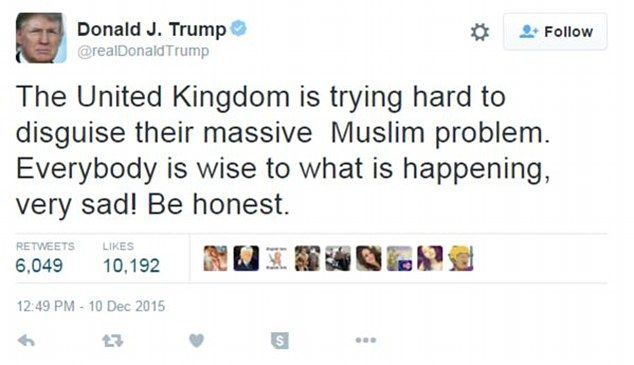 Donald J. Trump
@realDonaldTrump
Follow
The United Kingdom is trying hard to
disguise their massive Muslim problem.
Everybody is wise to what is happening,
very sad! Be honest.
RETWEETS LIKES
6,049 10,192
12:49 PM - 10 Dec 2015
S